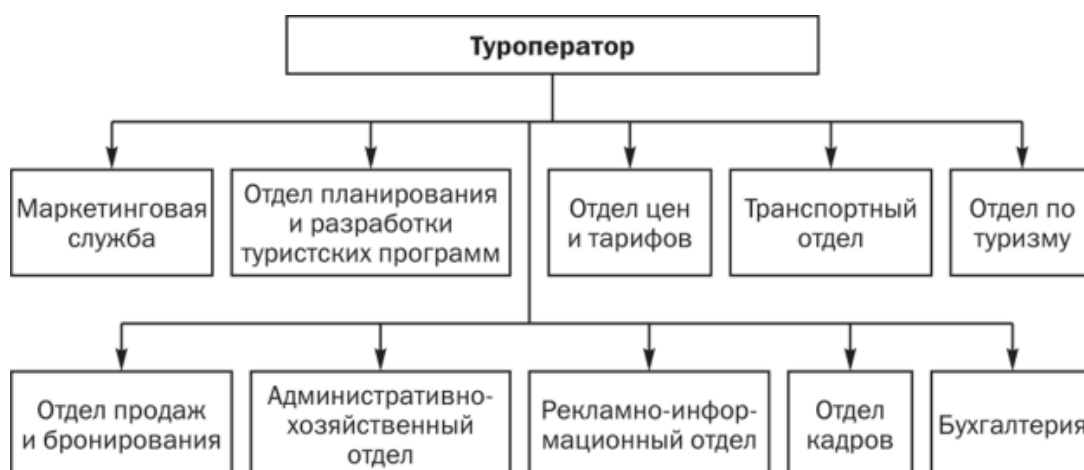 Туроператор
Маркетинговая
служба
Отдел планирования
и разработки
туристских программ
Отдел цен
и тарифов
Транспортный
отдел
Отдел по
туризму
Отдел продаж
и бронирования
Административно-
хозяйственный
отдел
Рекламно-инфор-
мационный отдел
Отдел
кадров
Бухгалтерия